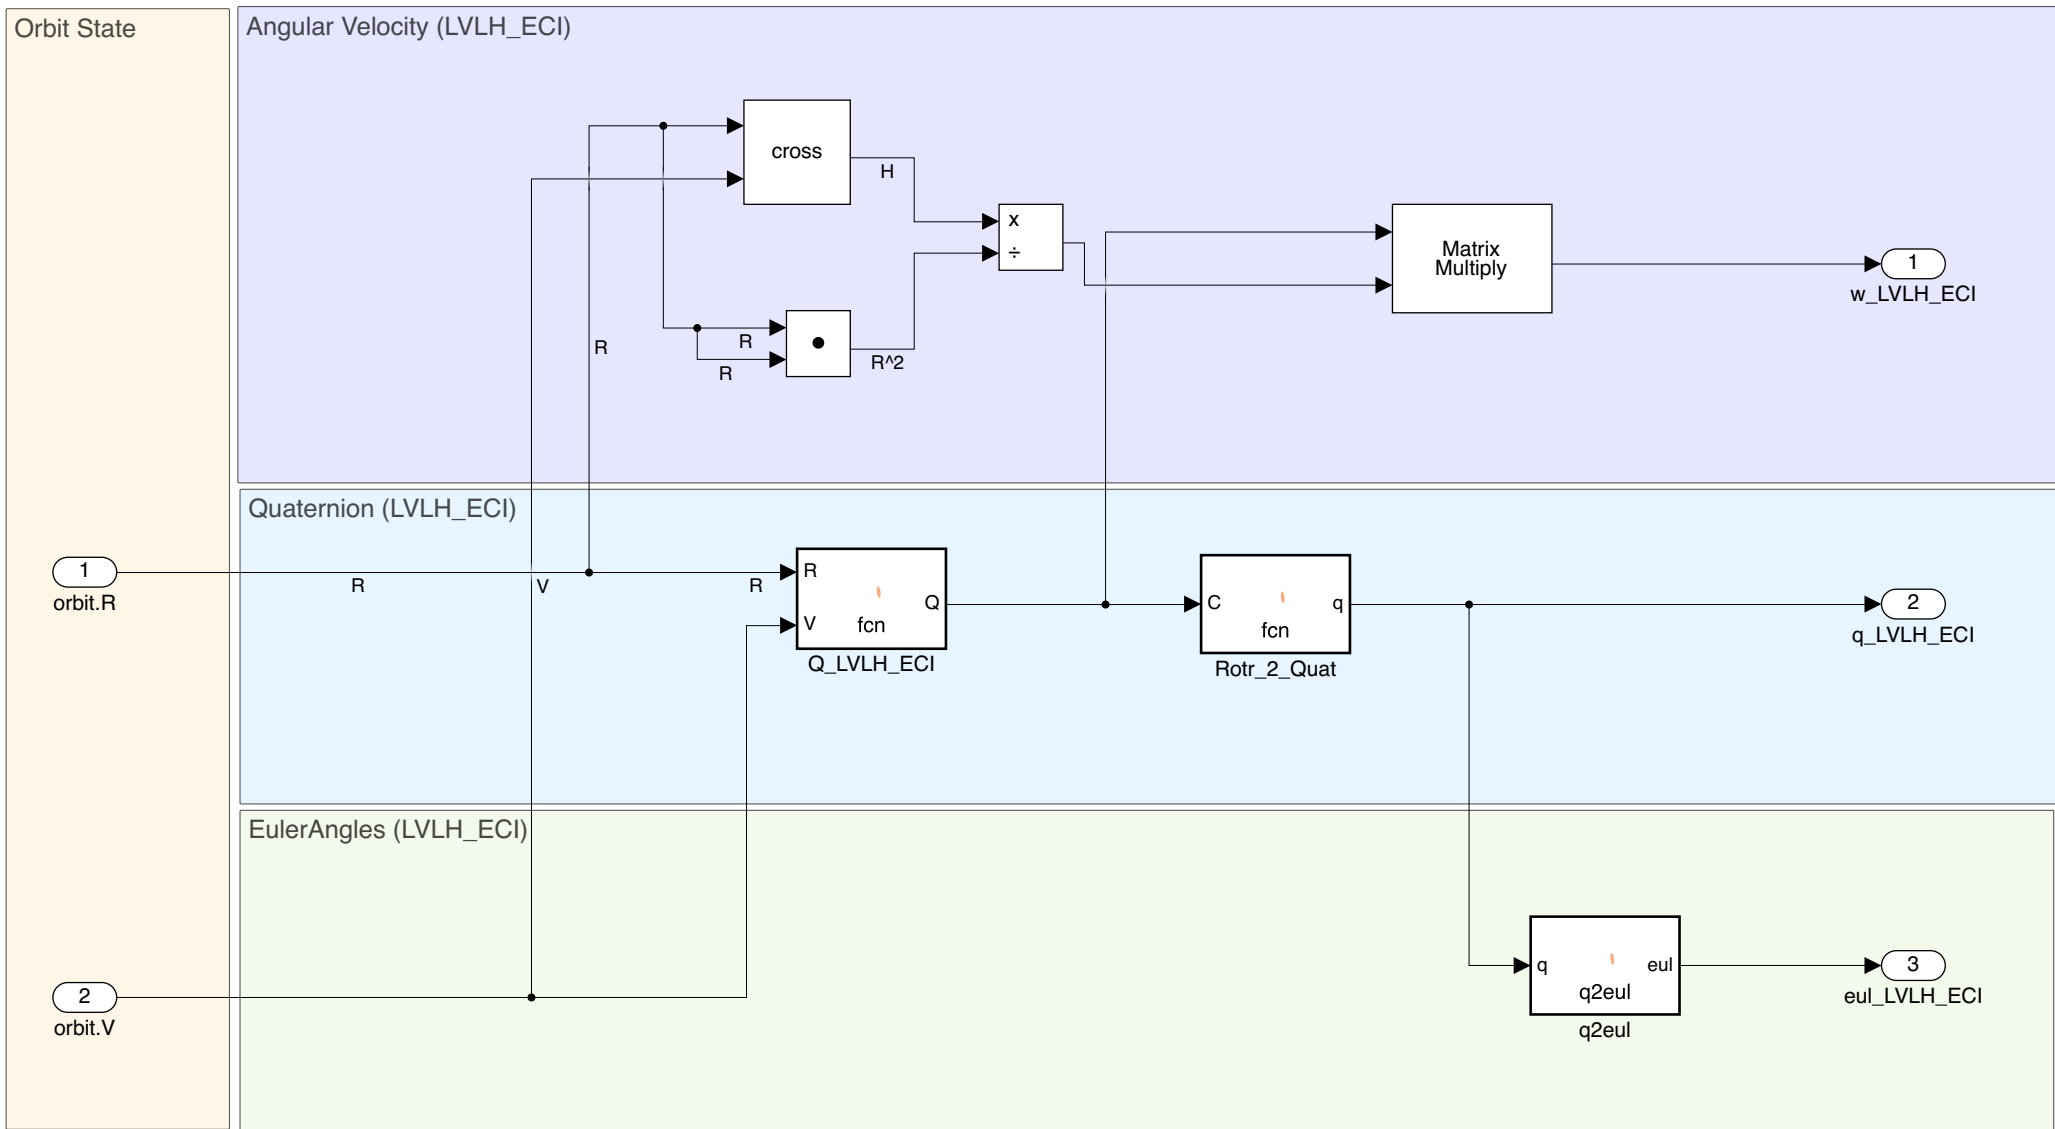 Orbit State
Angular Velocity (LVLH_ECI)
cross
H
x
÷
Matrix
Multiply
1
w_LVLH_ECI
R
R
R
R^2
Quaternion (LVLH_ECI)
1
orbit.R
R
V
R
R
V
Q
fcn
Q_LVLH_ECI
C
q
fcn
Rotr_2_Quat
2
q_LVLH_ECI
EulerAngles (LVLH_ECI)
2
orbit.V
q
eul
q2eul
q2eul
3
eul_LVLH_ECI